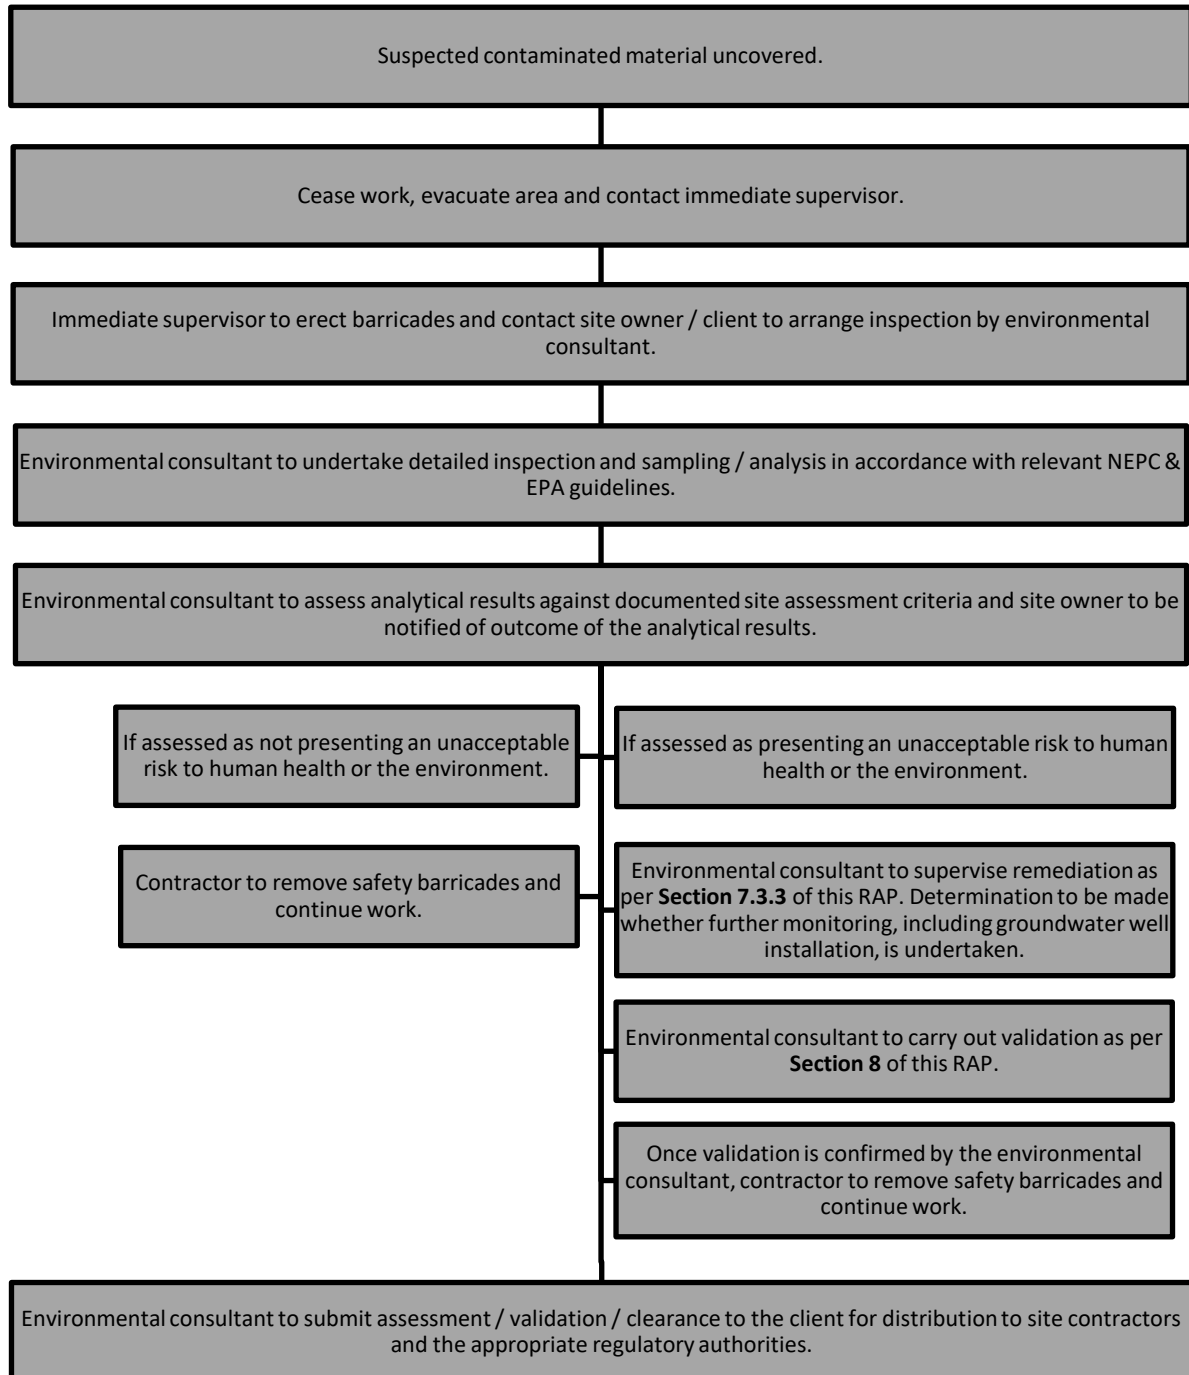 Suspected contaminated material uncovered.
Cease work, evacuate area and contact immediate supervisor.
Immediate supervisor to erect barricades and contact site owner / client to arrange inspection by environmental
consultant.
Environmental consultant to undertake detailed inspection and sampling / analysis in accordance with relevant NEPC &
EPA guidelines.
Environmental consultant to assess analytical results against documented site assessment criteria and site owner to be
notified of outcome of the analytical results.
If assessed as not presenting an unacceptable
risk to human health or the environment.
If assessed as presenting an unacceptable risk to human
health or the environment.
Contractor to remove safety barricades and
continue work.
Environmental consultant to supervise remediation as
per Section 7.3.3 of this RAP. Determination to be made
whether further monitoring, including groundwater well
installation, is undertaken.
Environmental consultant to carry out validation as per
Section 8 of this RAP.
Once validation is confirmed by the environmental
consultant, contractor to remove safety barricades and
continue work.
Environmental consultant to submit assessment / validation / clearance to the client for distribution to site contractors
and the appropriate regulatory authorities.